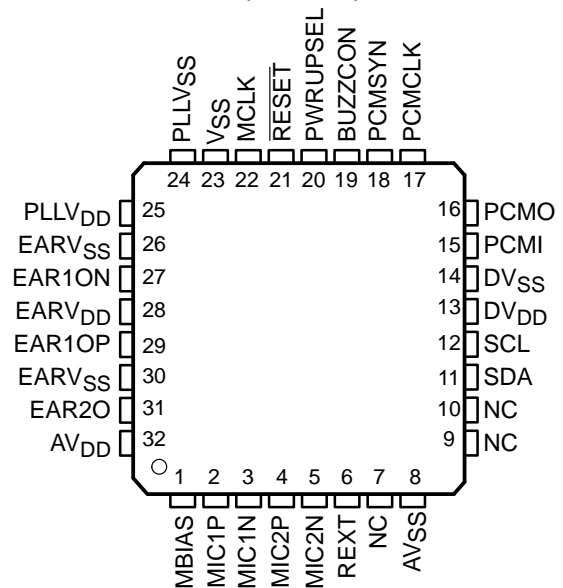 PLLVSS
VSS
MCLK
RESET
PWRUPSEL
BUZZCON
PCMSYN
PCMCLK
24 23 22 21 20 19 18 17
PLLVDD 25 16 PCMO
EARVSS 26 15 PCMI
EAR1ON 27 14 DVSS
EARVDD 28 13 DVDD
EAR1OP 29 12 SCL
EARVSS 30 11 SDA
EAR2O 31 10 NC
AVDD 32 9 NC
1 2 3 4 5 6 7 8
MBIAS
MIC1P
MIC1N
MIC2P
MIC2N
REXT
NC
AVSS